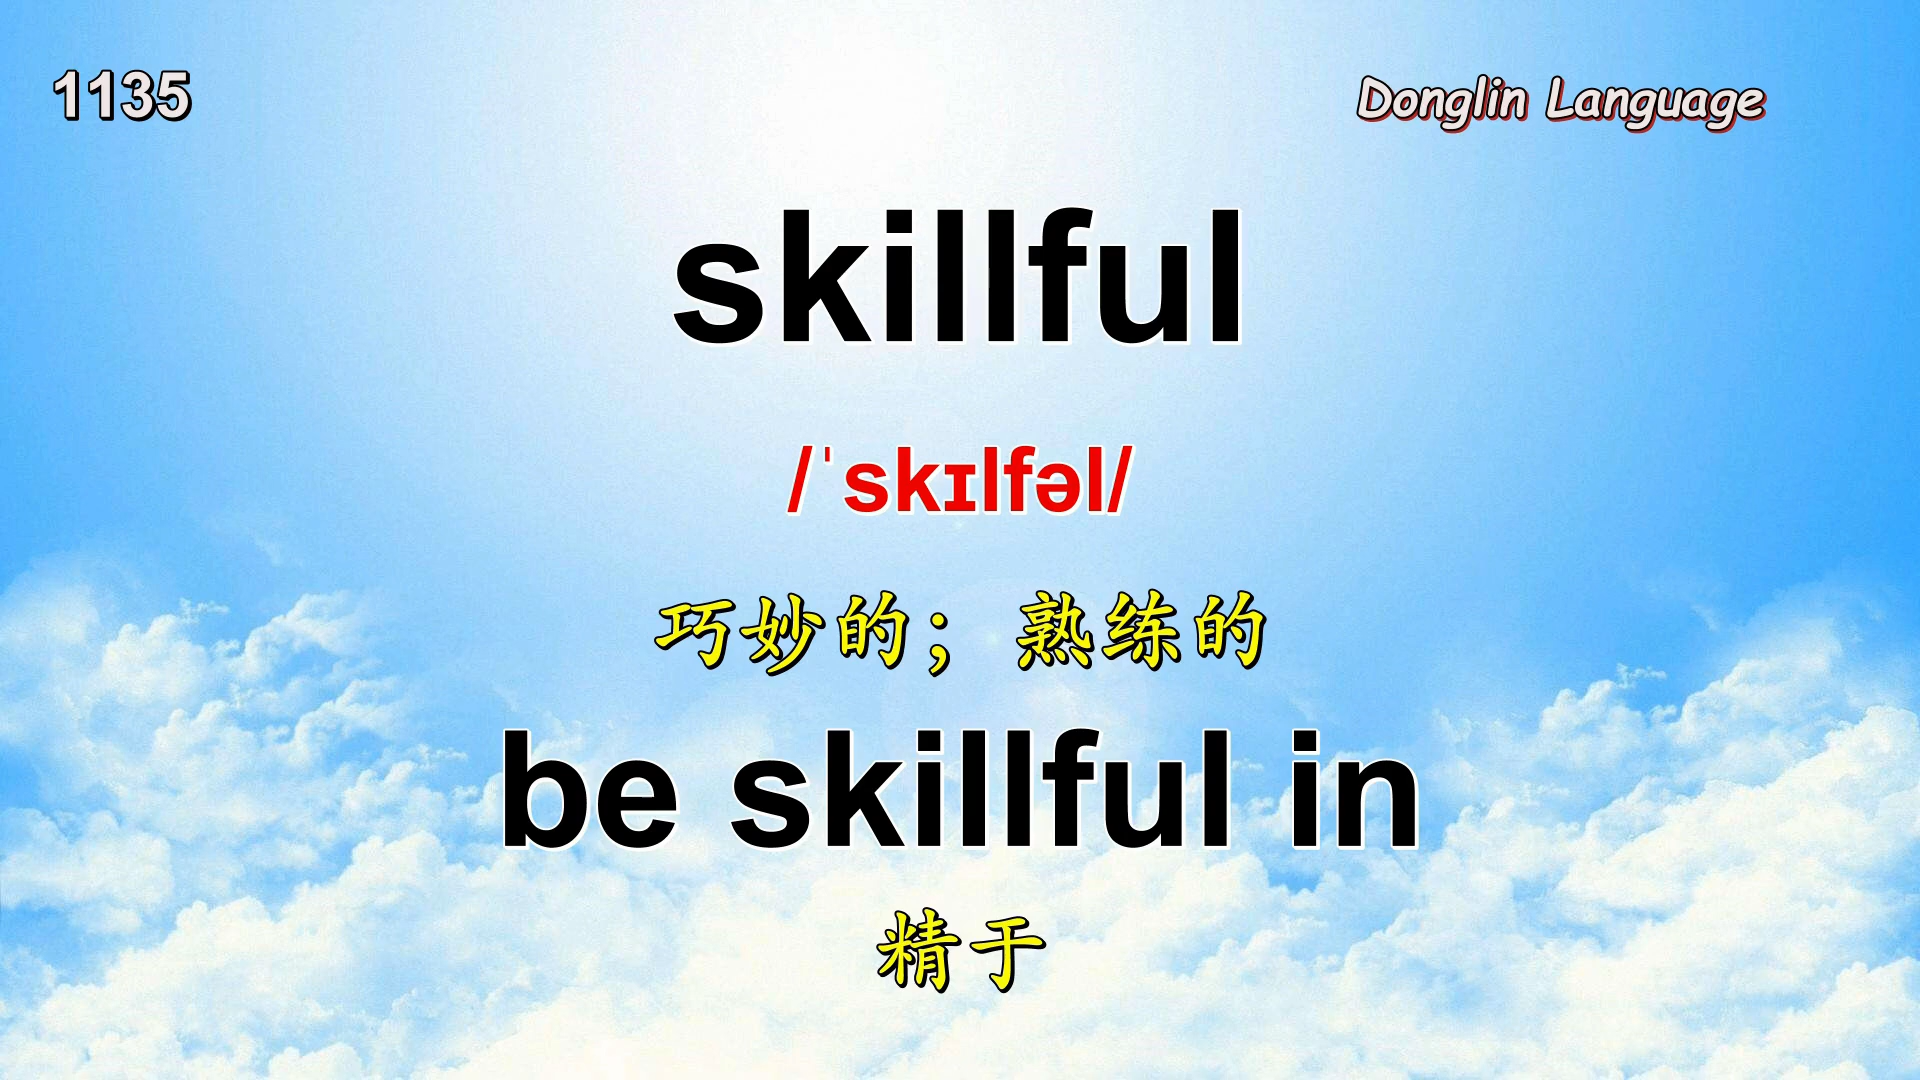 1135
Donglin Language
skillful
/ˈskɪlfəl/
巧妙的；熟练的
be skillful in
精于